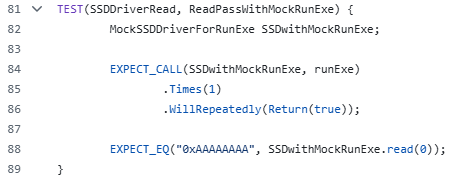 81 TEST(SSDDriverRead, ReadPassWithMockRunExe) {
82 MockSSDDriverForRunExe SSDwithMockRunExe;
83
84 EXPECT_CALL(SSDwithMockRunExe, runExe)
85 .Times(1)
86 .WillRepeatedly(Return(true));
87
88 EXPECT_EQ("0xAAAAAAAA", SSDwithMockRunExe.read(0));
89 }